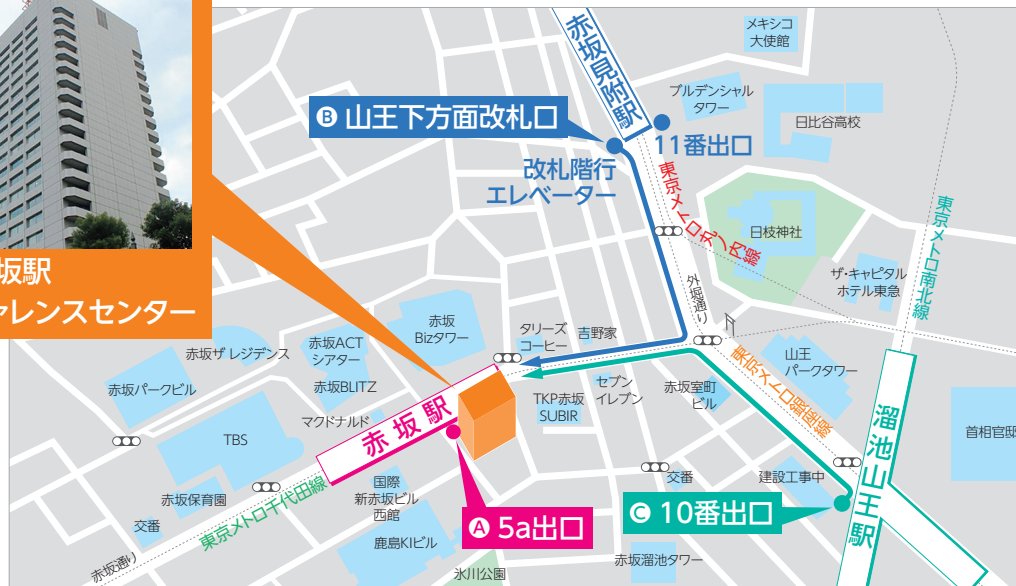 坂駅
ァレンスセンター
赤坂見附駅
メキシコ
大使館
プルデンシャル
タワー
日比谷高校
B 山王下方面改札口
11番出口
改札階行
エレベーター
東京メトロ丸ノ内線
日枝神社
東京メトロ南北線
ザ・キャピタル
ホテル東急
外堀通り
赤坂
Bizタワー
タリーズ
コーヒー
吉野家
赤坂ACT
シアター
赤坂ザ レジデンス
赤坂BLITZ
赤坂パークビル
マクドナルド
TBS
赤坂駅
TKP赤坂
SUBIR
セブン
イレブン
赤坂室町
ビル
東京メトロ銀座線
山王
パークタワー
溜池山王駅
首相官邸
赤坂保育園
交番
国際
新赤坂ビル
西館
東京メトロ千代田線
赤坂通り
A 5a出口
鹿島KIビル
氷川公園
交番
建設工事中
C 10番出口
赤坂溜池タワー